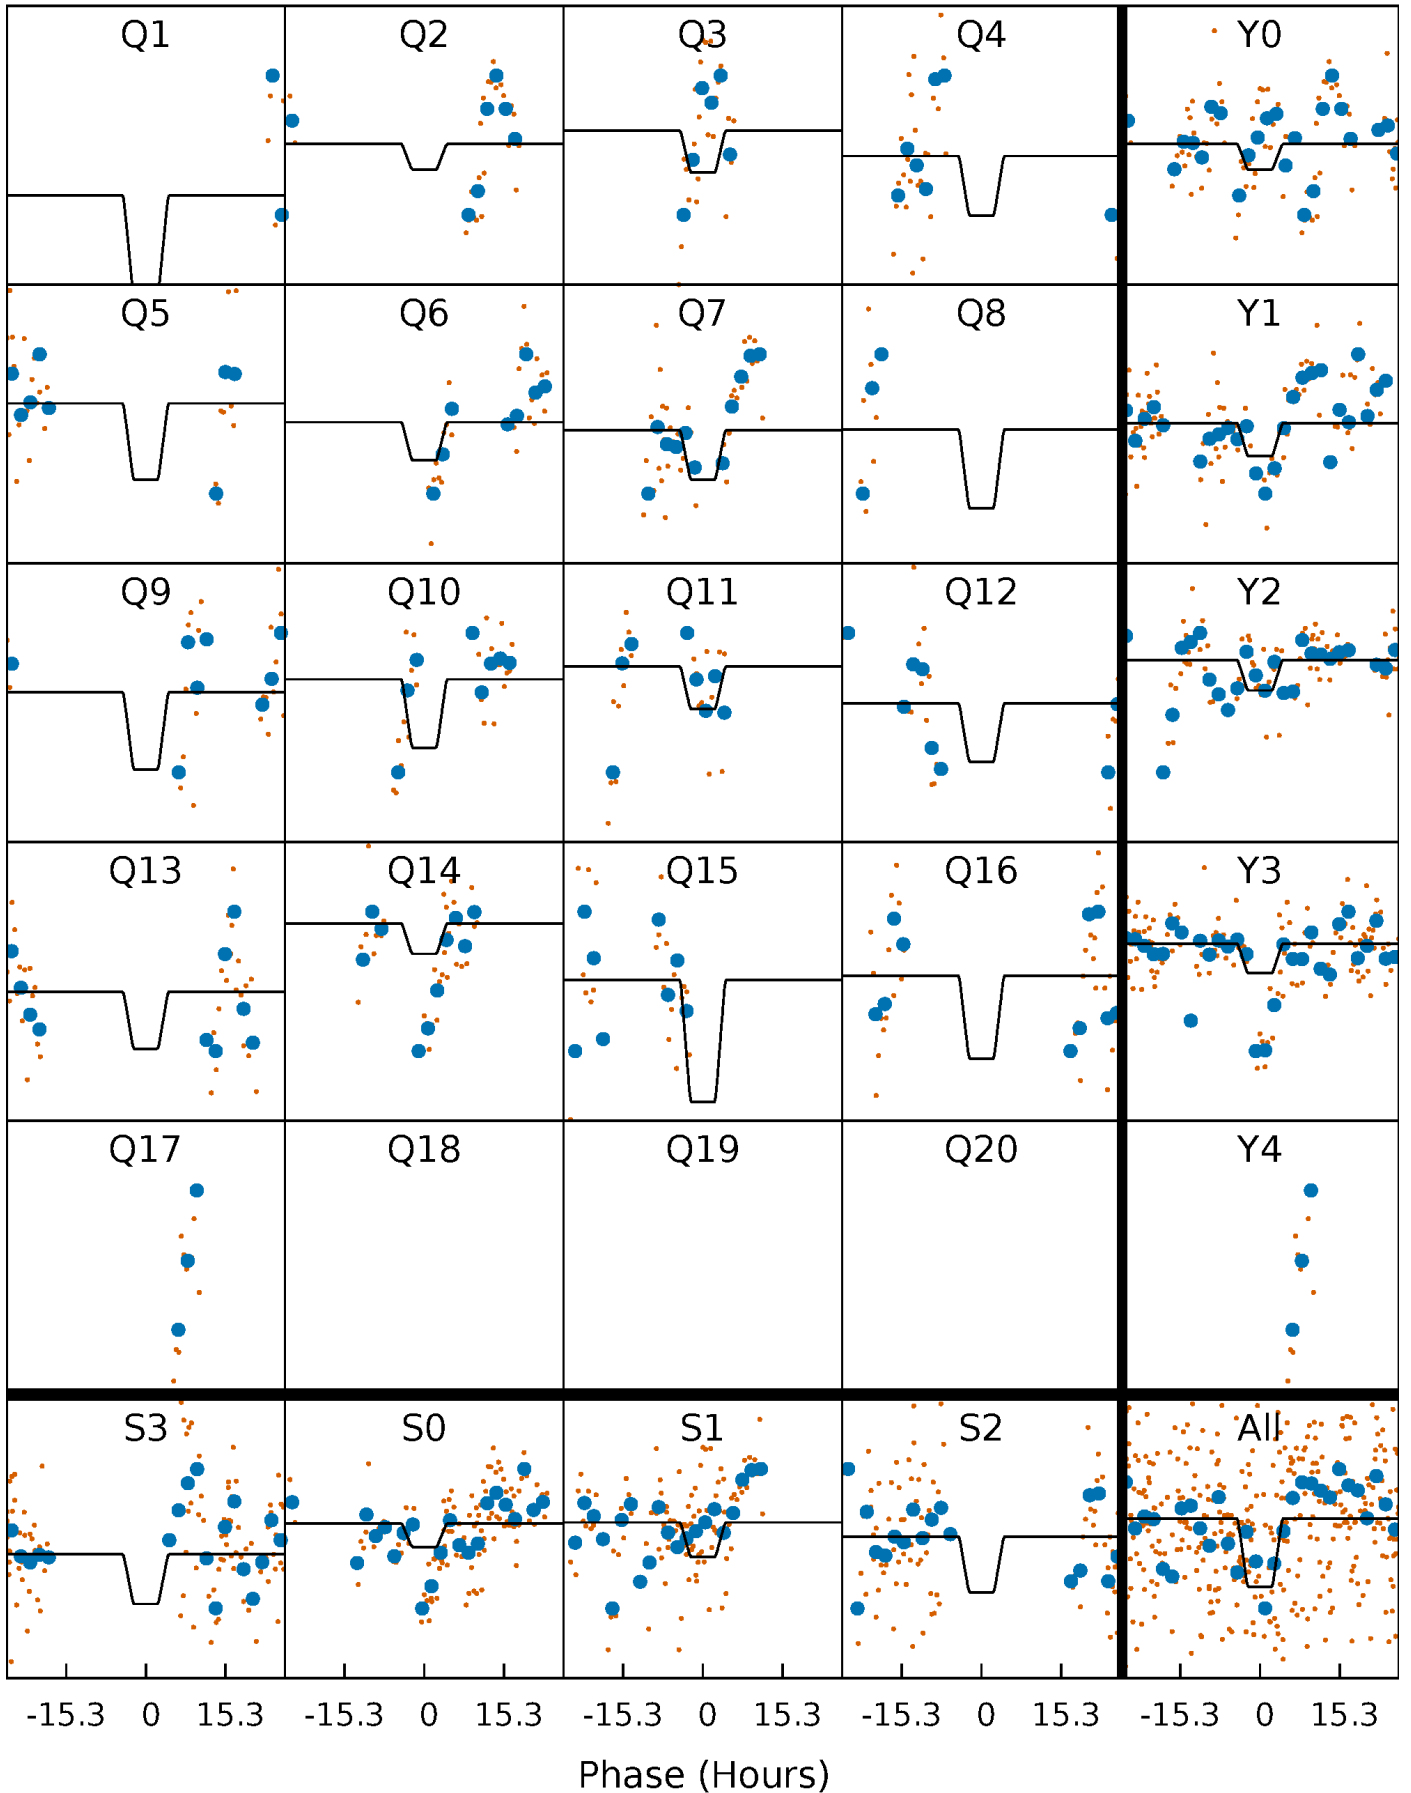 Q1 Q2 Q3 Q4 Y0
Q5 Q6 Q7 Q8 Y1
Q9 Q10 Q11 Q12 Y2
Q13 Q14 Q15 Q16 Y3
Q17 Q18 Q19 Q20 Y4
S3 S0 S1 S2 All
-15.3 0 15.3 -15.3 0 15.3 -15.3 0 15.3 -15.3 0 15.3 -15.3 0 15.3
Phase (Hours)